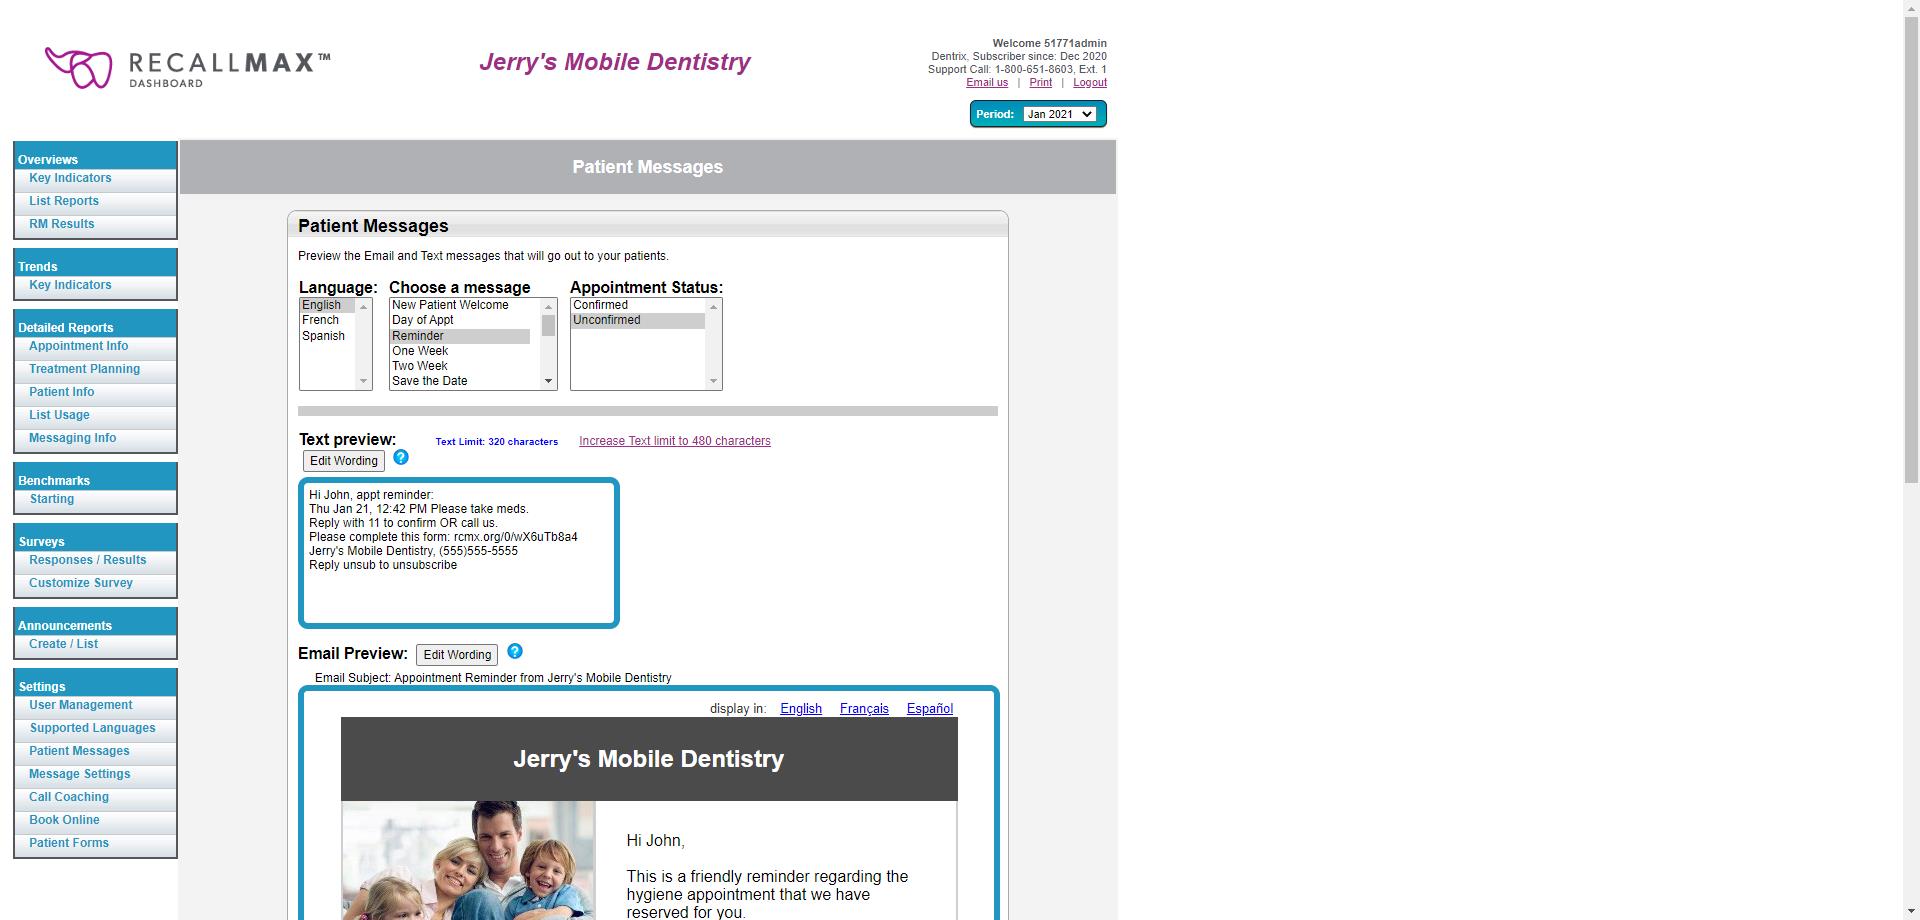 RECALLMAX™
DASHBOARD
Jerry's Mobile Dentistry
Welcome 51771admin
Dentrix, Subscriber since: Dec 2020
Support Call: 1-800-651-8603, Ext. 1
Email us | Print | Logout
Period: Jan 2021
Overviews
Key Indicators
List Reports
RM Results
Trends
Key Indicators
Detailed Reports
Appointment Info
Treatment Planning
Patient Info
List Usage
Messaging Info
Benchmarks
Starting
Surveys
Responses / Results
Customize Survey
Announcements
Create / List
Settings
User Management
Supported Languages
Patient Messages
Message Settings
Call Coaching
Book Online
Patient Forms
Patient Messages
Patient Messages
Preview the Email and Text messages that will go out to your patients.
Language:
English
French
Spanish
Choose a message
New Patient Welcome
Day of Appt
Reminder
One Week
Two Week
Save the Date
Appointment Status:
Confirmed
Unconfirmed
Text preview: Text Limit: 320 characters Increase Text limit to 480 characters
Edit Wording ?
Hi John, appt reminder:
Thu Jan 21, 12:42 PM Please take meds.
Reply with 11 to confirm OR call us.
Please complete this form: rcmx.org/0/wX6uTb8a4
Jerry's Mobile Dentistry, (555)555-5555
Reply unsub to unsubscribe
Email Preview: Edit Wording ?
Email Subject: Appointment Reminder from Jerry's Mobile Dentistry
display in: English Français Español
Jerry's Mobile Dentistry
Hi John,
This is a friendly reminder regarding the
hygiene appointment that we have
reserved for you.